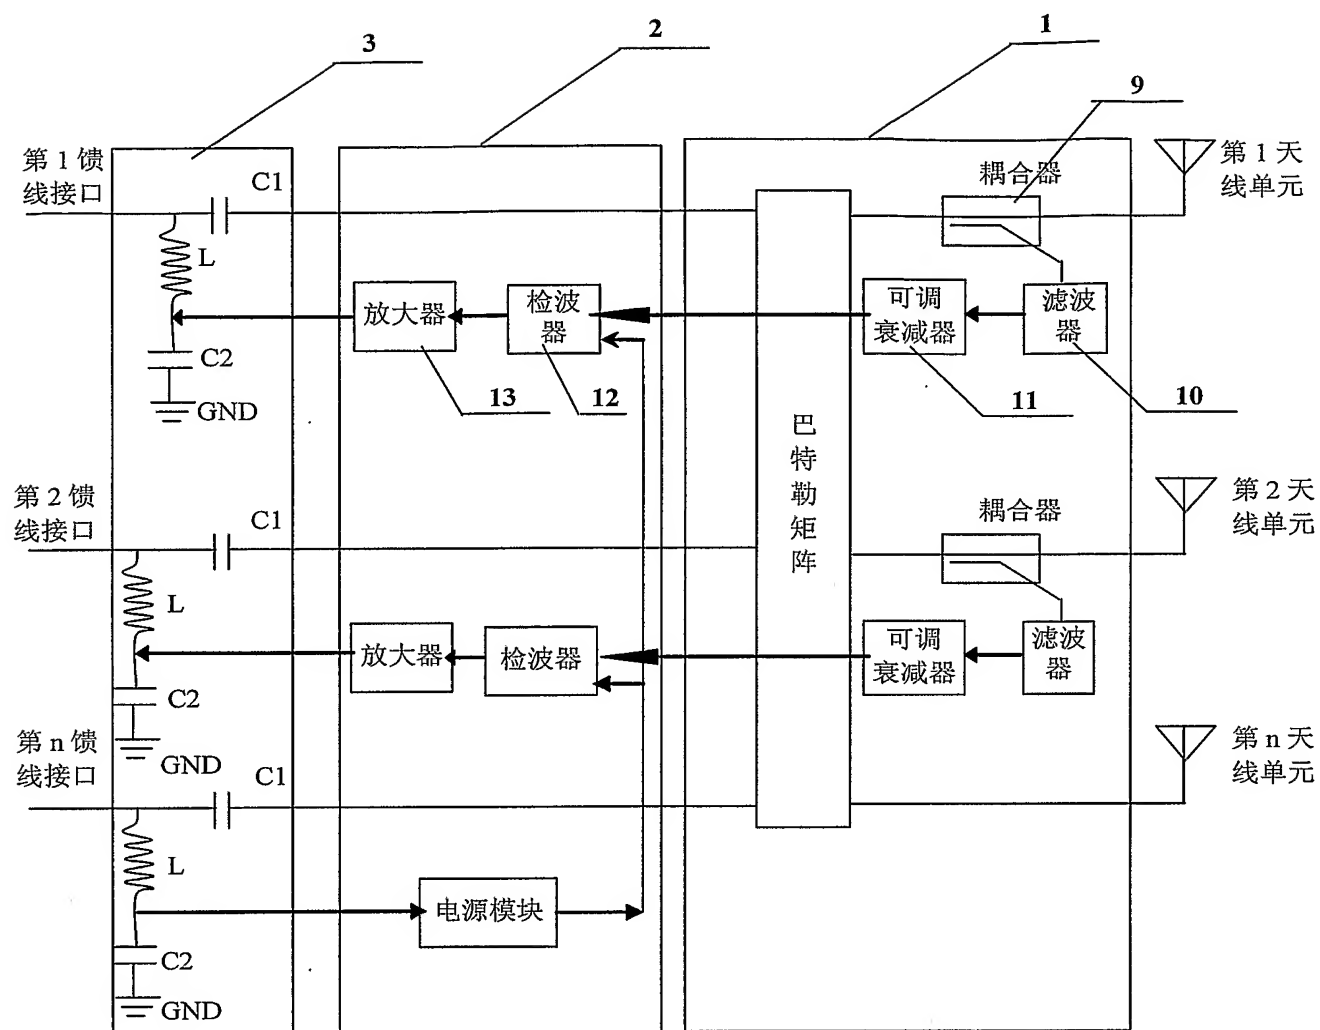 1
2
3
9
第 1 馈
线接口
C1
耦合器
第 1 天
线单元
L
放大器
检波
器
可调
衰减器
滤波
器
C2
13
12
11
10
GND
巴
特
勒
矩
阵
第 2 馈
线接口
C1
耦合器
第 2 天
线单元
L
放大器
检波器
可调
衰减器
滤波
器
C2
第 n 馈
线接口
GND
C1
第 n 天
线单元
L
电源模块
C2
GND